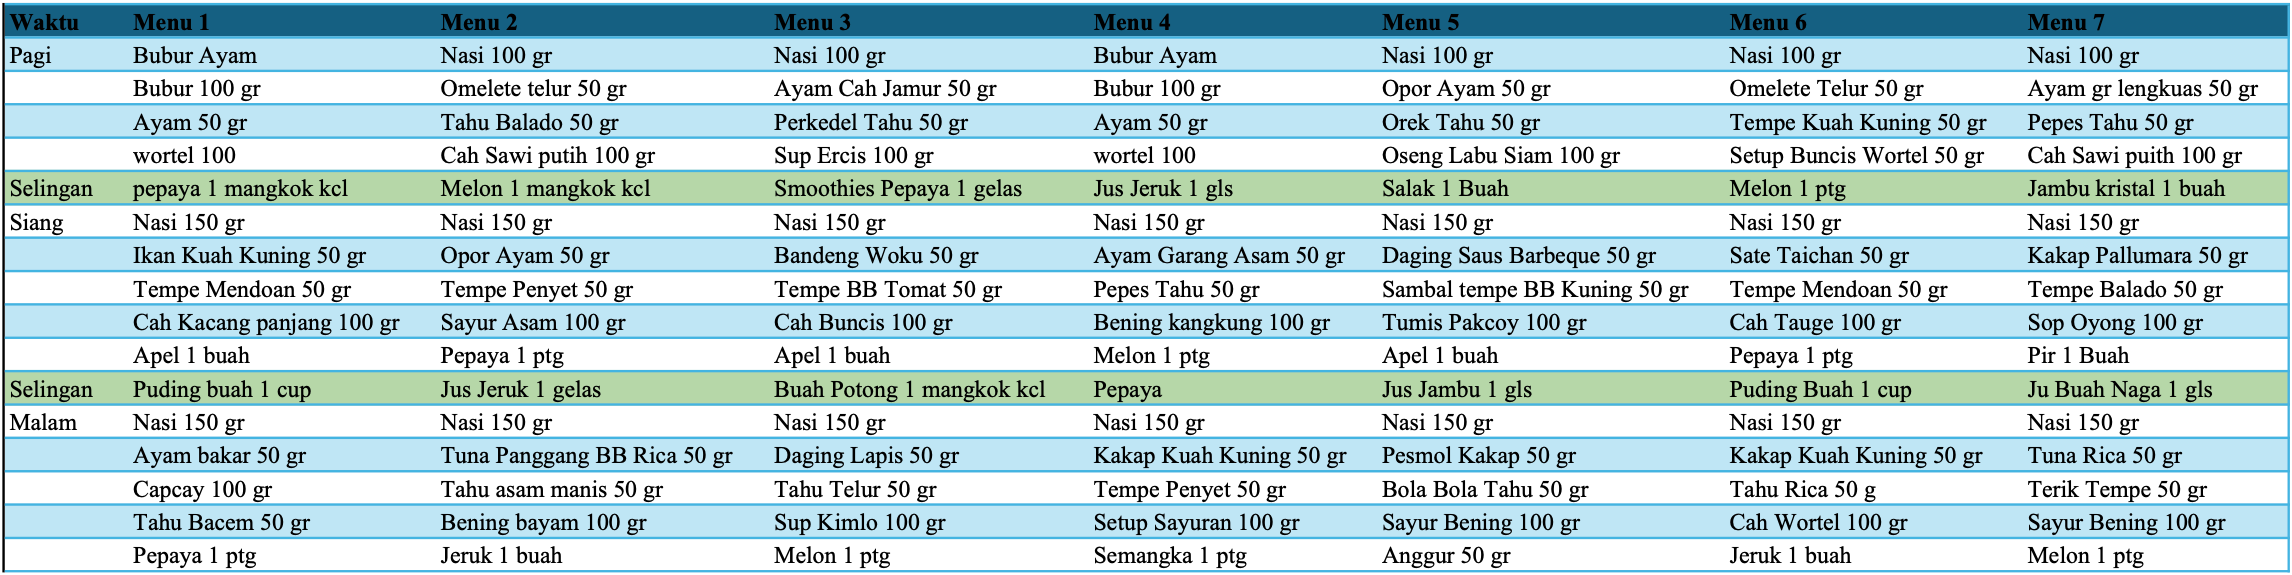 Waktu Menu 1 Menu 2 Menu 3 Menu 4 Menu 5 Menu 6 Menu 7
Pagi Bubur Ayam Nasi 100 gr Nasi 100 gr Bubur Ayam Nasi 100 gr Nasi 100 gr Nasi 100 gr
Bubur 100 gr Omelete telur 50 gr Ayam Cah Jamur 50 gr Bubur 100 gr Opor Ayam 50 gr Omelete Telur 50 gr Ayam gr lengkuas 50 gr
Ayam 50 gr Tahu Balado 50 gr Perkedel Tahu 50 gr Ayam 50 gr Orek Tahu 50 gr Tempe Kuah Kuning 50 gr Pepes Tahu 50 gr
wortel 100 Cah Sawi putih 100 gr Sup Ercis 100 gr wortel 100 Oseng Labu Siam 100 gr Setup Buncis Wortel 50 gr Cah Sawi puith 100 gr
Selingan pepaya 1 mangkok kcl Melon 1 mangkok kcl Smoothies Pepaya 1 gelas Jus Jeruk 1 gls Salak 1 Buah Melon 1 ptg Jambu kristal 1 buah
Siang Nasi 150 gr Nasi 150 gr Nasi 150 gr Nasi 150 gr Nasi 150 gr Nasi 150 gr Nasi 150 gr
Ikan Kuah Kuning 50 gr Opor Ayam 50 gr Bandeng Woku 50 gr Ayam Garang Asam 50 gr Daging Saus Barbeque 50 gr Sate Taichan 50 gr Kakap Pallumara 50 gr
Tempe Mendoan 50 gr Tempe Penyet 50 gr Tempe BB Tomat 50 gr Pepes Tahu 50 gr Sambal tempe BB Kuning 50 gr Tempe Mendoan 50 gr Tempe Balado 50 gr
Cah Kacang panjang 100 gr Sayur Asam 100 gr Cah Buncis 100 gr Bening kangkung 100 gr Tumis Pakcoy 100 gr Cah Tauge 100 gr Sop Oyong 100 gr
Apel 1 buah Pepaya 1 ptg Apel 1 buah Melon 1 ptg Apel 1 buah Pepaya 1 ptg Pir 1 Buah
Selingan Puding buah 1 cup Jus Jeruk 1 gelas Buah Potong 1 mangkok kcl Pepaya Jus Jambu 1 gls Puding Buah 1 cup Ju Buah Naga 1 gls
Malam Nasi 150 gr Nasi 150 gr Nasi 150 gr Nasi 150 gr Nasi 150 gr Nasi 150 gr Nasi 150 gr
Ayam bakar 50 gr Tuna Panggang BB Rica 50 gr Daging Lapis 50 gr Kakap Kuah Kuning 50 gr Pesmol Kakap 50 gr Kakap Kuah Kuning 50 gr Tuna Rica 50 gr
Capcay 100 gr Tahu asam manis 50 gr Tahu Telur 50 gr Tempe Penyet 50 gr Bola Bola Tahu 50 gr Tahu Rica 50 g Terik Tempe 50 gr
Tahu Bacem 50 gr Bening bayam 100 gr Sup Kimlo 100 gr Setup Sayuran 100 gr Sayur Bening 100 gr Cah Wortel 100 gr Sayur Bening 100 gr
Pepaya 1 ptg Jeruk 1 buah Melon 1 ptg Semangka 1 ptg Anggur 50 gr Jeruk 1 buah Melon 1 ptg